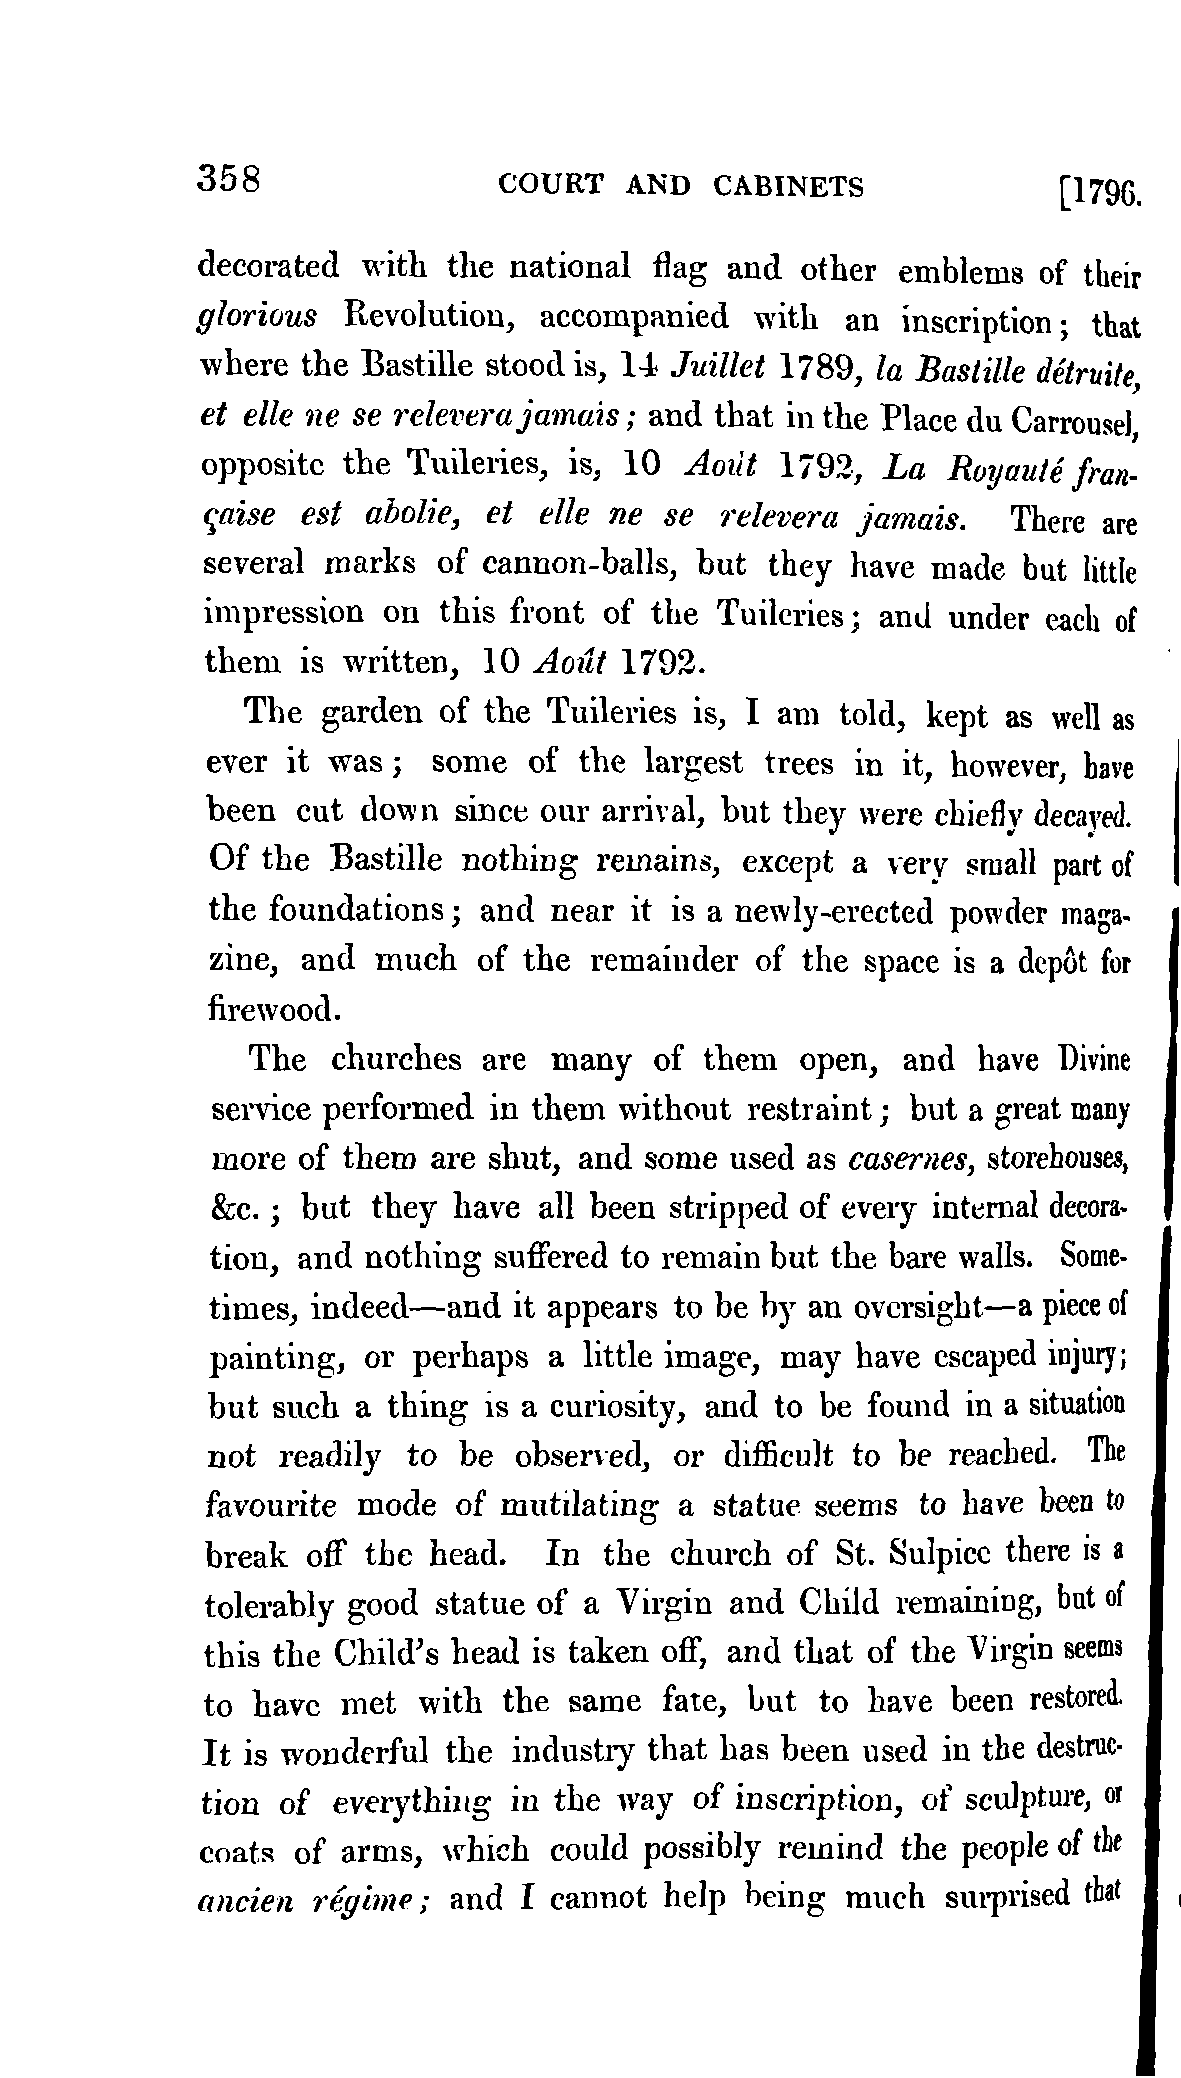 358 COURT AND CABINETS [1796.
decorated with the national flag and other emblems of their
glorious Revolution, accompanied with an inscription; that
where the Bastille stood is, 14 Juillet 1789, la Bastille détruite,
et elle ne se relevera jamais; and that in the Place du Carrousel,
opposite the Tuileries, is, 10 Août 1792, La Royauté fran-
çaise est abolie, et elle ne se relevera jamais. There are
several marks of cannon-balls, but they have made but little
impression on this front of the Tuileries; and under each of
them is written, 10 Août 1792.
The garden of the Tuileries is, I am told, kept as well as
ever it was; some of the largest trees in it, however, have
been cut down since our arrival, but they were chiefly decayed.
Of the Bastille nothing remains, except a very small part of
the foundations; and near it is a newly-erected powder maga-
zine, and much of the remainder of the space is a depôt for
firewood.
The churches are many of them open, and have Divine
service performed in them without restraint; but a great many
more of them are shut, and some used as casernes, storehouses,
&c.; but they have all been stripped of every internal decora-
tion, and nothing suffered to remain but the bare walls. Some-
times, indeed—and it appears to be by an oversight—a piece of
painting, or perhaps a little image, may have escaped injury;
but such a thing is a curiosity, and to be found in a situation
not readily to be observed, or difficult to be reached. The
favourite mode of mutilating a statue seems to have been to
break off the head. In the church of St. Sulpice there is a
tolerably good statue of a Virgin and Child remaining, but of
this the Child's head is taken off, and that of the Virgin seems
to have met with the same fate, but to have been restored.
It is wonderful the industry that has been used in the destruc-
tion of everything in the way of inscription, of sculpture, or
coats of arms, which could possibly remind the people of the
ancien régime; and I cannot help being much surprised that